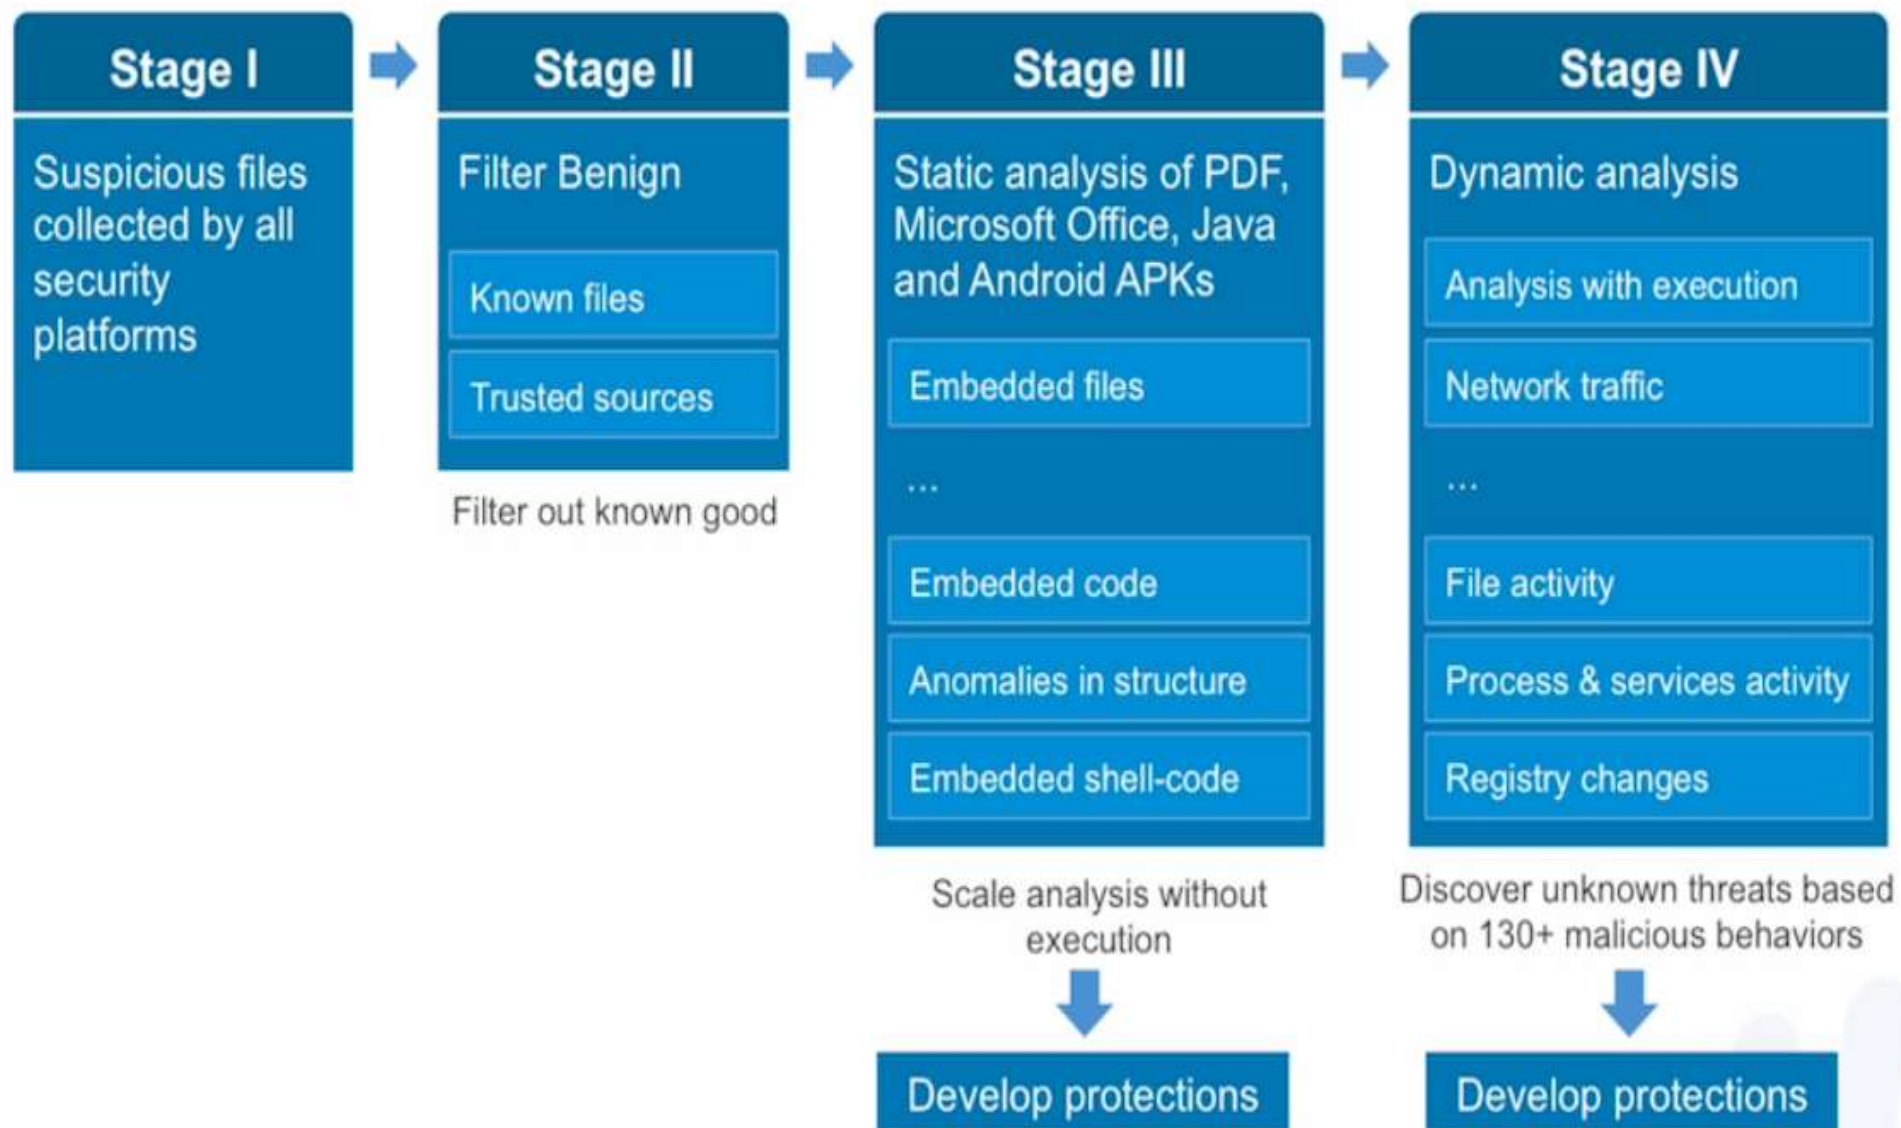 Stage I
Suspicious files
collected by all
security
platforms
Stage II
Filter Benign
Known files
Trusted sources
Filter out known good
Stage III
Static analysis of PDF,
Microsoft Office, Java
and Android APKs
Embedded files
...
Embedded code
Anomalies in structure
Embedded shell-code
Scale analysis without
execution
Develop protections
Stage IV
Dynamic analysis
Analysis with execution
Network traffic
...
File activity
Process & services activity
Registry changes
Discover unknown threats based
on 130+ malicious behaviors
Develop protections